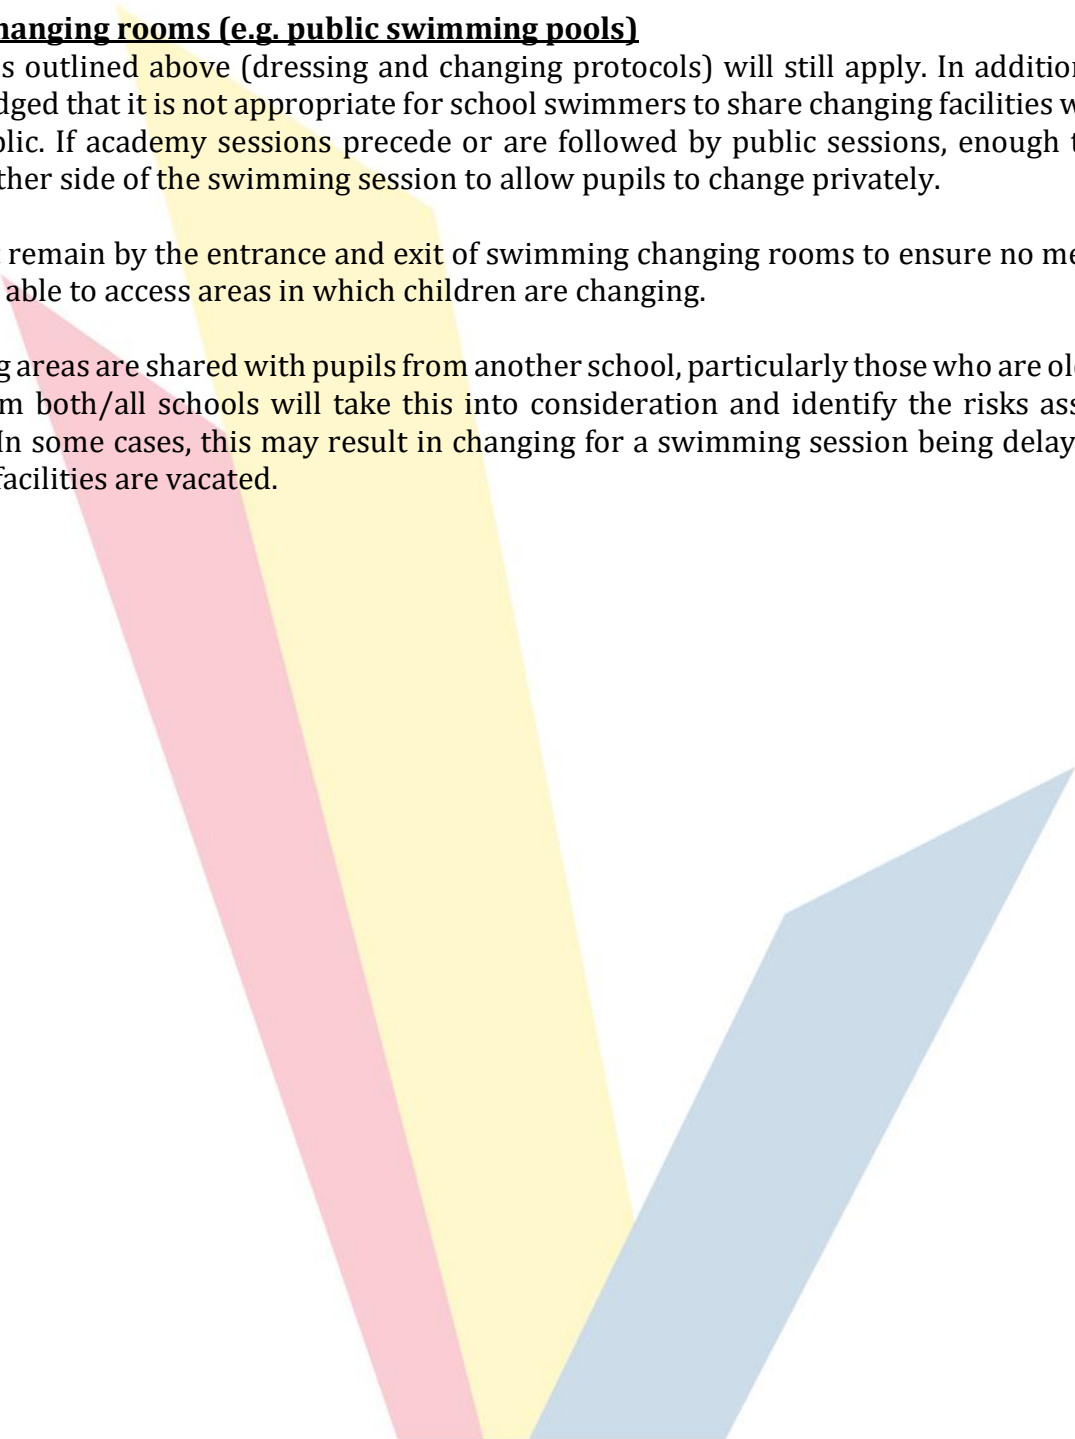 hanging rooms (e.g. public swimming pools)
s outlined above (dressing and changing protocols) will still apply. In addition
dged that it is not appropriate for school swimmers to share changing facilities w
blic. If academy sessions precede or are followed by public sessions, enough t
ther side of the swimming session to allow pupils to change privately.
remain by the entrance and exit of swimming changing rooms to ensure no me
able to access areas in which children are changing.
g areas are shared with pupils from another school, particularly those who are ol
m both/all schools will take this into consideration and identify the risks ass
In some cases, this may result in changing for a swimming session being delay
facilities are vacated.